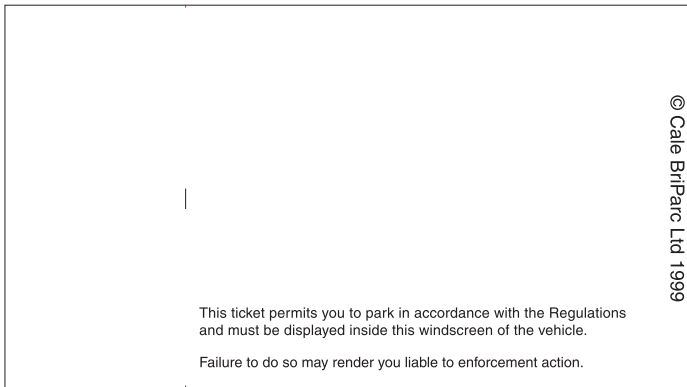 This ticket permits you to park in accordance with the Regulations
and must be displayed inside this windscreen of the vehicle.
Failure to do so may render you liable to enforcement action.
© Cale BriParc Ltd 1999